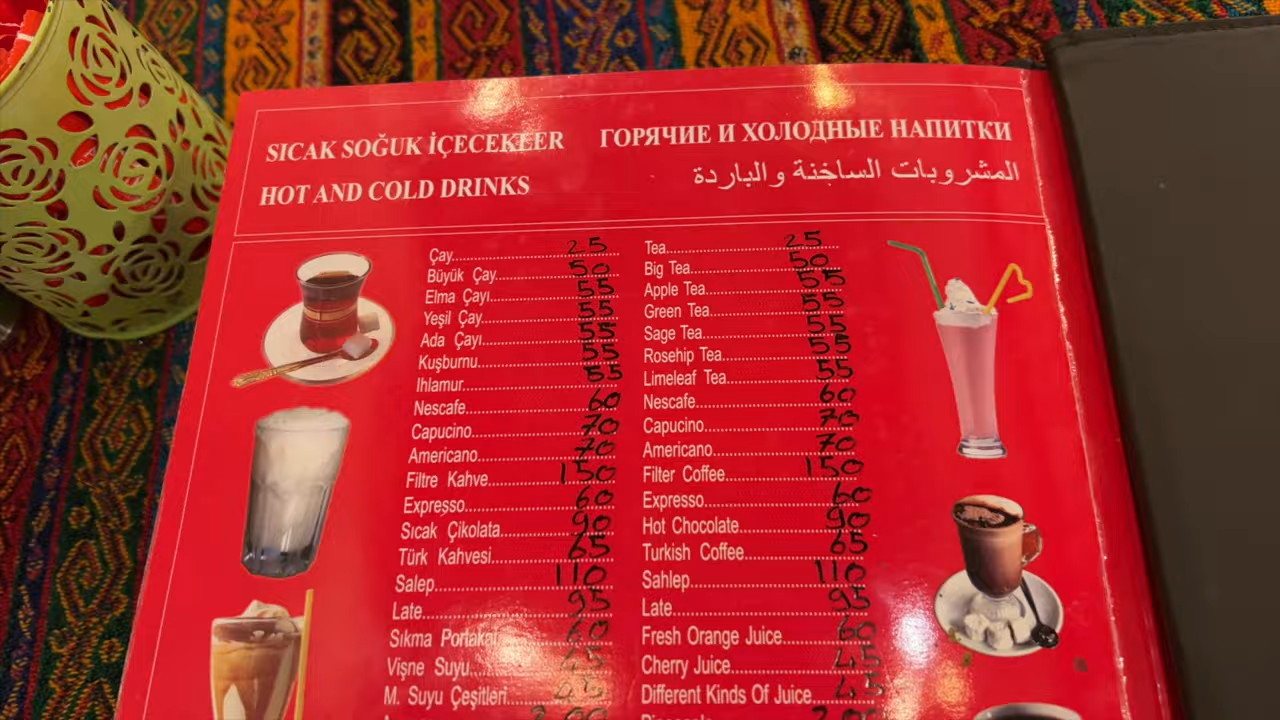 SICAK SOĞUK İÇECEKLER
HOT AND COLD DRINKS
ГОРЯЧИЕ И ХОЛОДНЫЕ НАПИТКИ
المشروبات الساخنة والباردة
Çay 25
Büyük Çay 50
Elma Çayı 55
Yeşil Çay 55
Ada Çayı 55
Kuşburnu 55
Ihlamur 55
Nescafe 60
Capucino 70
Americano 70
Filtre Kahve 150
Expresso 60
Sıcak Çikolata 90
Türk Kahvesi 65
Salep 110
Late 95
Sıkma Portakal 60
Vişne Suyu 45
M. Suyu Çeşitleri 45
Tea 25
Big Tea 50
Apple Tea 55
Green Tea 55
Sage Tea 55
Rosehip Tea 55
Limeleaf Tea 55
Nescafe 60
Capucino 70
Americano 70
Filter Coffee 150
Expresso 60
Hot Chocolate 90
Turkish Coffee 65
Sahlep 110
Late 95
Fresh Orange Juice 60
Cherry Juice 45
Different Kinds Of Juice 45